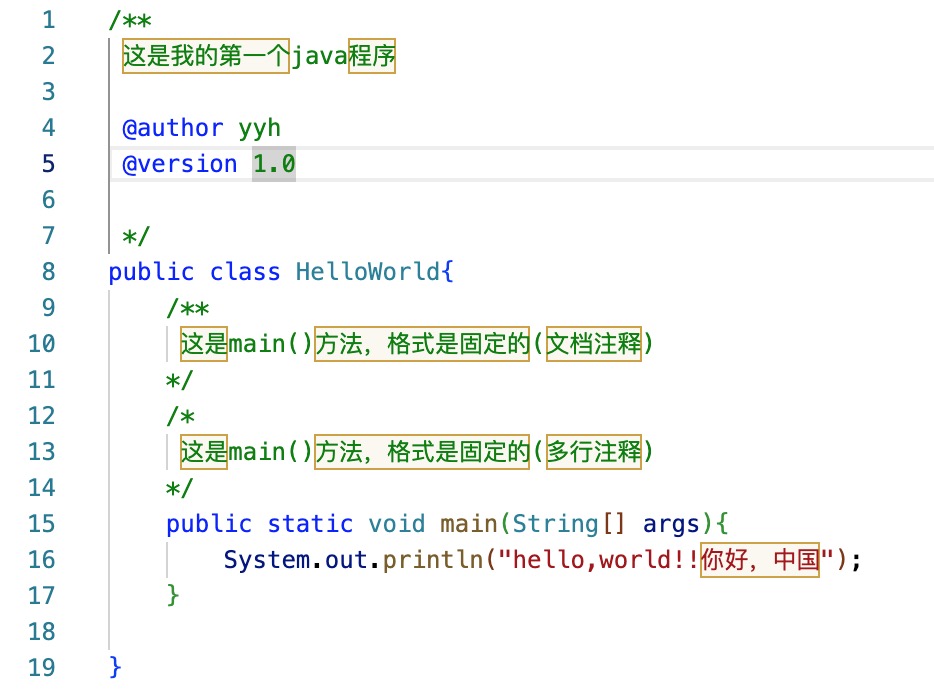 1 /**
2 这是我的第一个java程序
3
4 @author yyh
5 @version 1.0
6
7 */
8 public class HelloWorld{
9 /**
10 这是main()方法，格式是固定的(文档注释)
11 */
12 /*
13 这是main()方法，格式是固定的(多行注释)
14 */
15 public static void main(String[] args){
16 System.out.println("hello,world!!你好，中国");
17 }
18
19 }